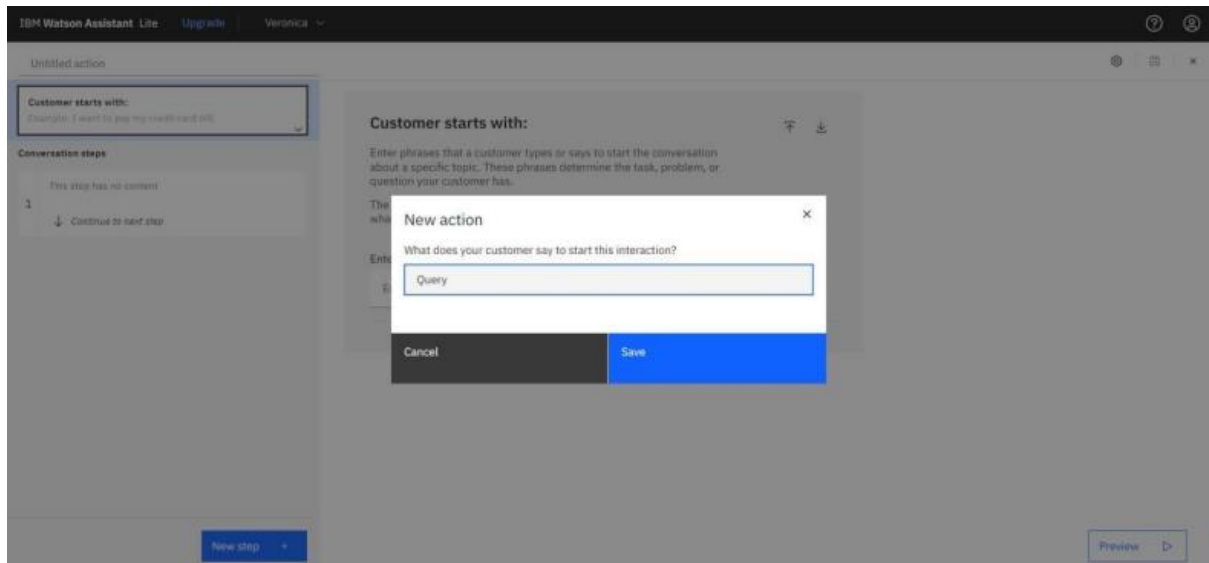 IBM Watson Assistant Lite Upgrade Veronica
Untitled action
Customer starts with:
Example: I want to pay my credit card bill.
Conversation steps
This step has no content
1
Continue to next step
New step +
Customer starts with:
Enter phrases that a customer types or says to start the conversation
about a specific topic. These phrases determine the task, problem, or
question your customer has.
The
New action
What does your customer say to start this interaction?
Query
Cancel
Save
Preview